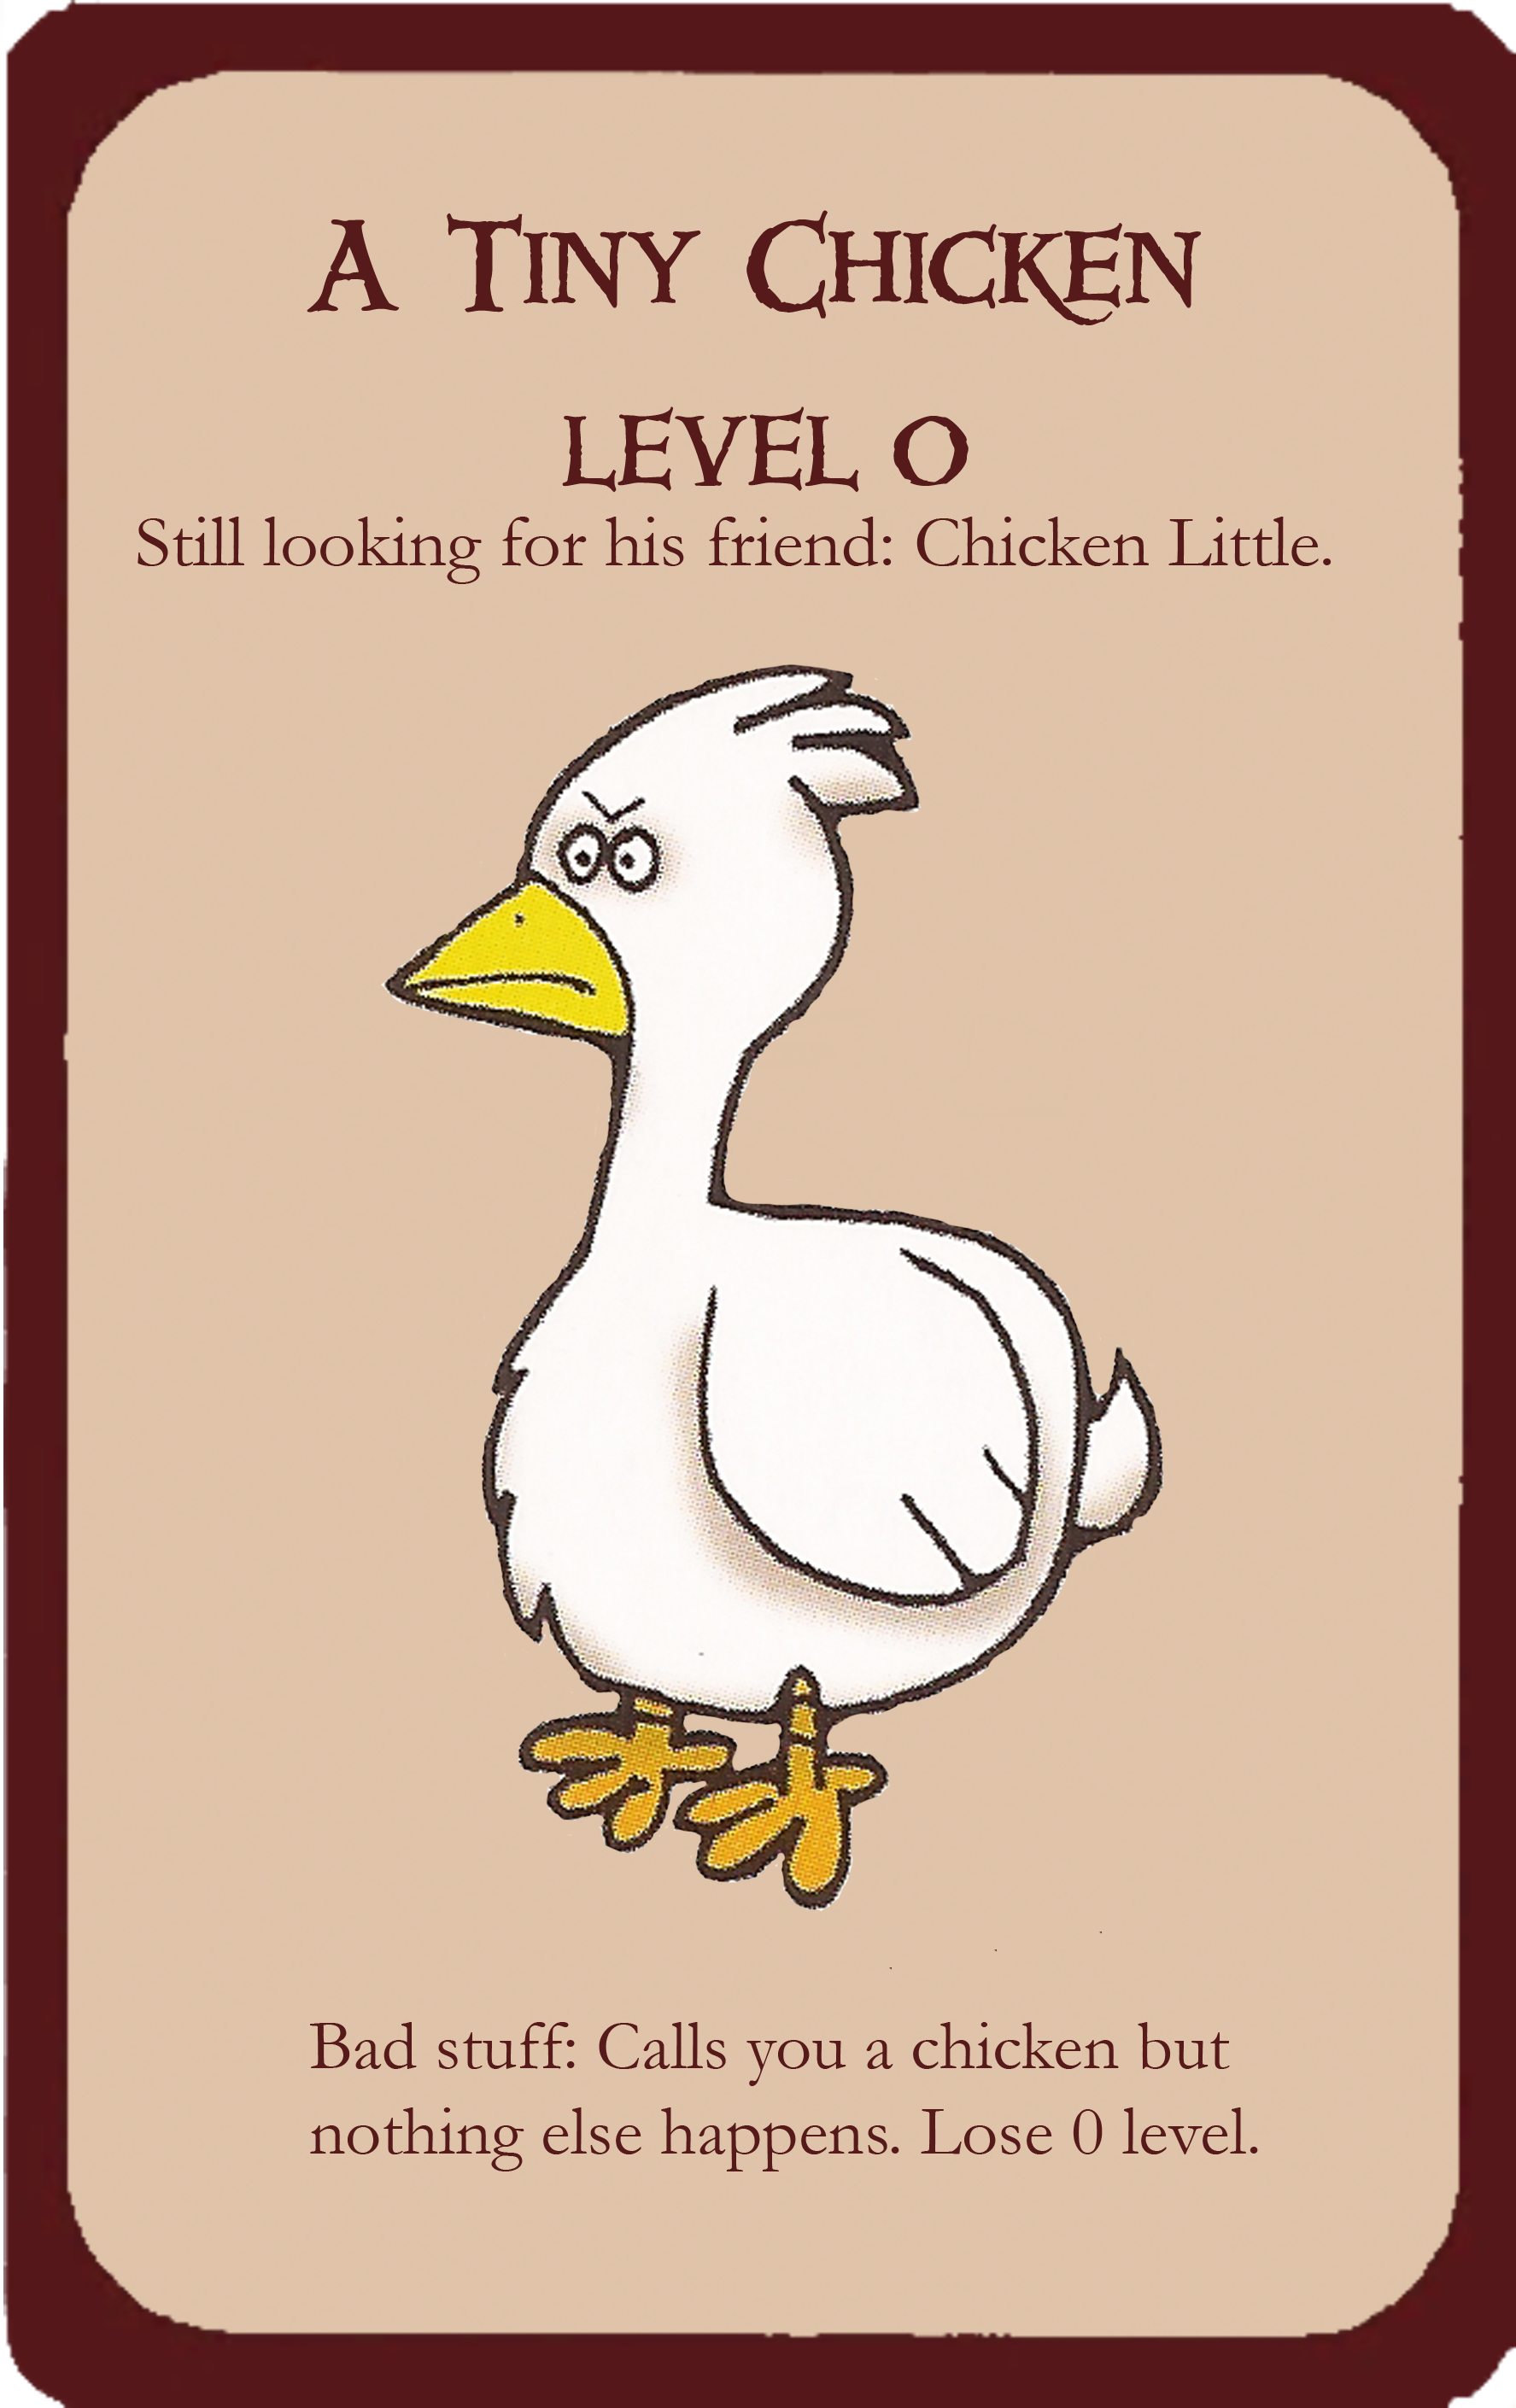 A Tiny Chicken
LEVEL 0
Still looking for his friend: Chicken Little.
Bad stuff: Calls you a chicken but
nothing else happens. Lose 0 level.